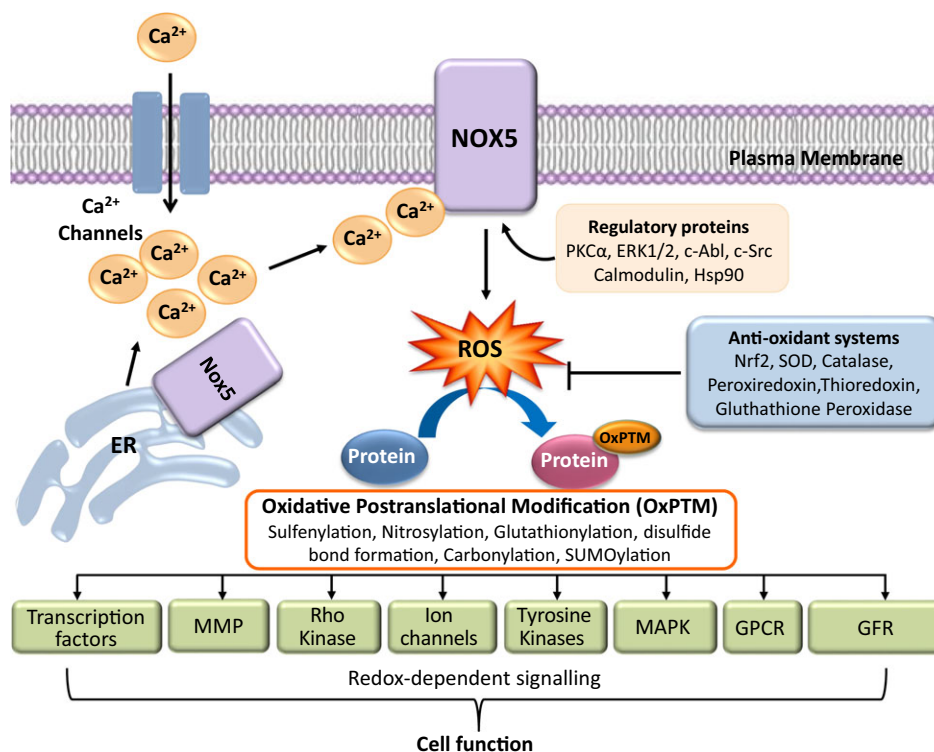 Ca2+
NOX5
Plasma Membrane
Ca2+
Channels
Ca2+
Ca2+
Ca2+
Ca2+
Ca2+
Ca2+
Regulatory proteins
PKCα, ERK1/2, c-Abl, c-Src
Calmodulin, Hsp90
Nox5
ER
ROS
Anti-oxidant systems
Nrf2, SOD, Catalase,
Peroxiredoxin,Thioredoxin,
Gluthathione Peroxidase
Protein
Protein
OxPTM
Oxidative Postranslational Modification (OxPTM)
Sulfenylation, Nitrosylation, Glutathionylation, disulfide
bond formation, Carbonylation, SUMOylation
Transcription
factors
MMP
Rho
Kinase
Ion
channels
Tyrosine
Kinases
MAPK
GPCR
GFR
Redox-dependent signalling
Cell function